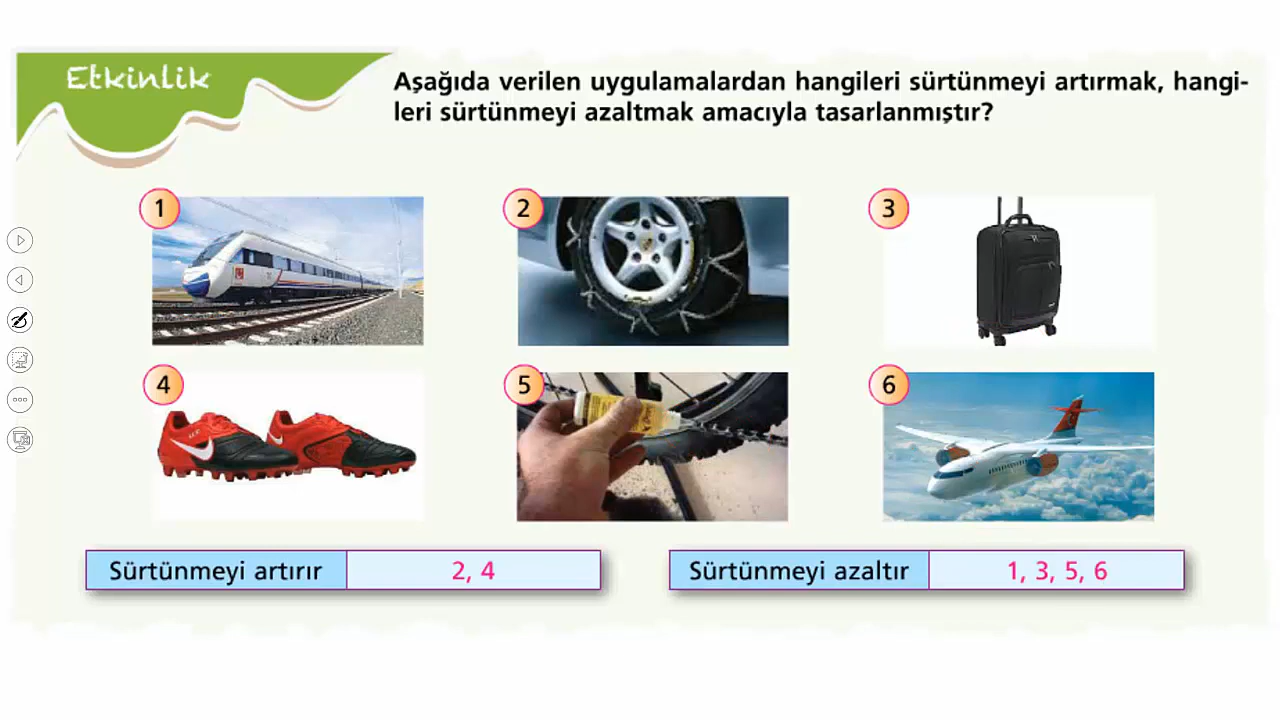 Etkinlik
Aşağıda verilen uygulamalardan hangileri sürtünmeyi artırmak, hangi-
leri sürtünmeyi azaltmak amacıyla tasarlanmıştır?
1
2
3
4
5
6
Sürtünmeyi artırır
2, 4
Sürtünmeyi azaltır
1, 3, 5, 6